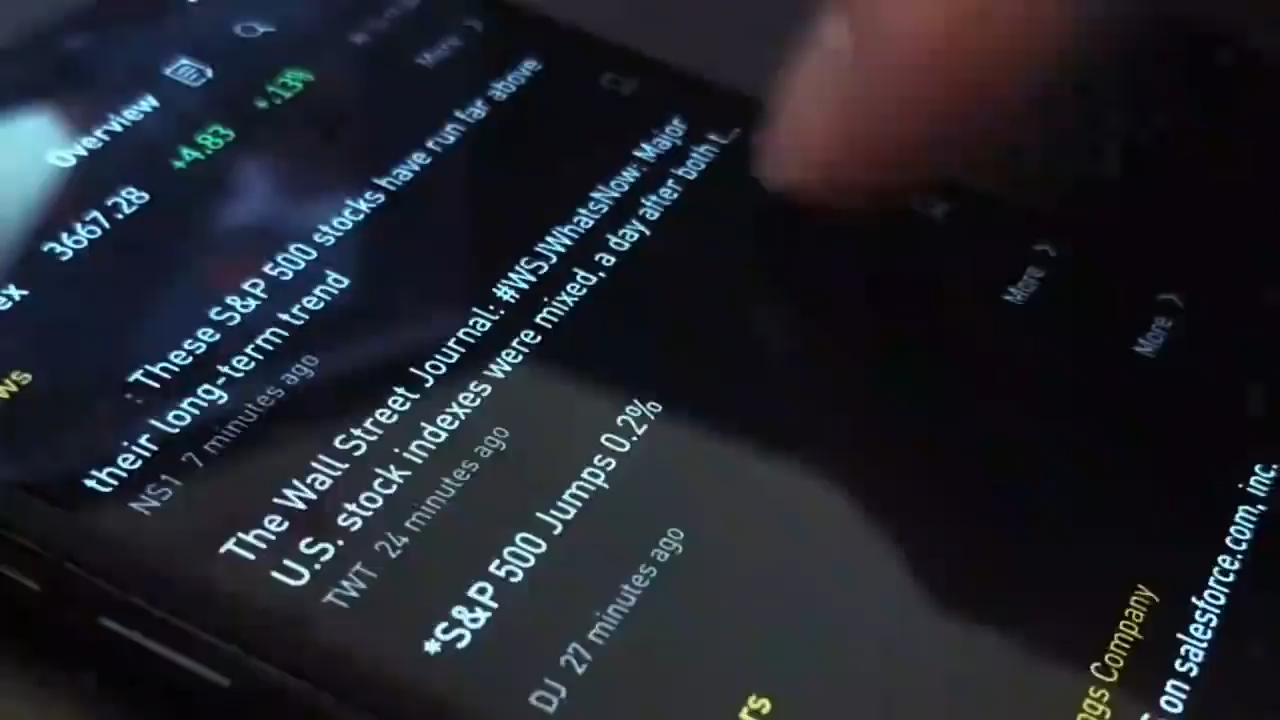 Overview
3667.28 +4.83 +.13%
ex
ws
More
: These S&P 500 stocks have run far above
their long-term trend
NS1 7 minutes ago
The Wall Street Journal: #WSJWhatsNow: Major
U.S. stock indexes were mixed, a day after both t...
TWT 24 minutes ago
*S&P 500 Jumps 0.2%
DJ 27 minutes ago
More
More
rs
ngs Company
on salesforce.com, inc.